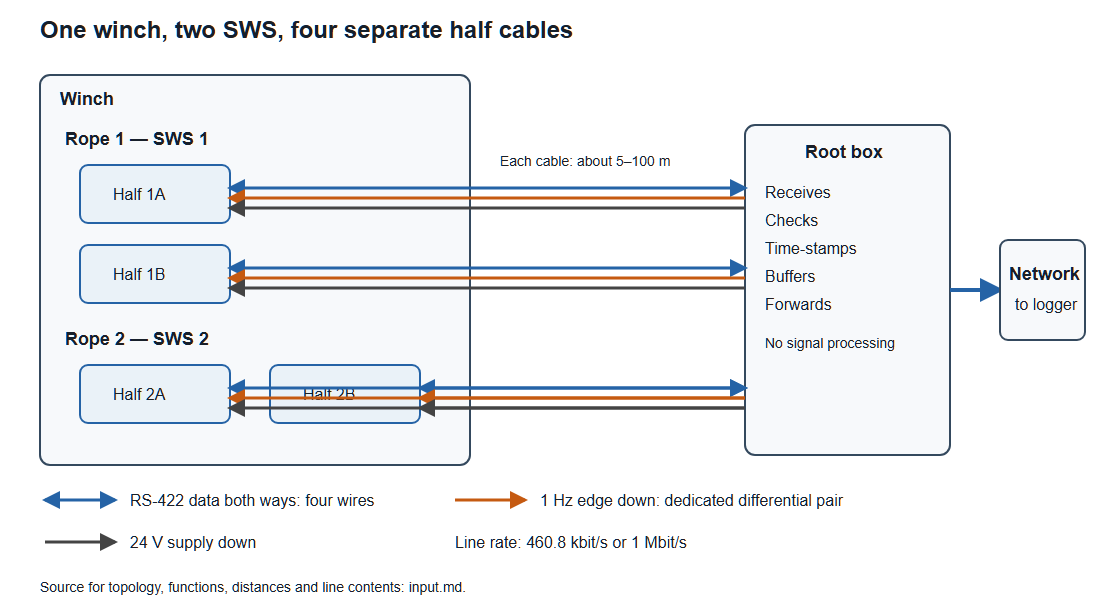 One winch, two SWS, four separate half cables
Winch
Rope 1 — SWS 1
Half 1A
Half 1B
Rope 2 — SWS 2
Half 2A
Half 2B
Each cable: about 5–100 m
Root box
Receives
Checks
Time-stamps
Buffers
Forwards
No signal processing
Network
to logger
RS-422 data both ways: four wires
1 Hz edge down: dedicated differential pair
24 V supply down
Line rate: 460.8 kbit/s or 1 Mbit/s
Source for topology, functions, distances and line contents: input.md.